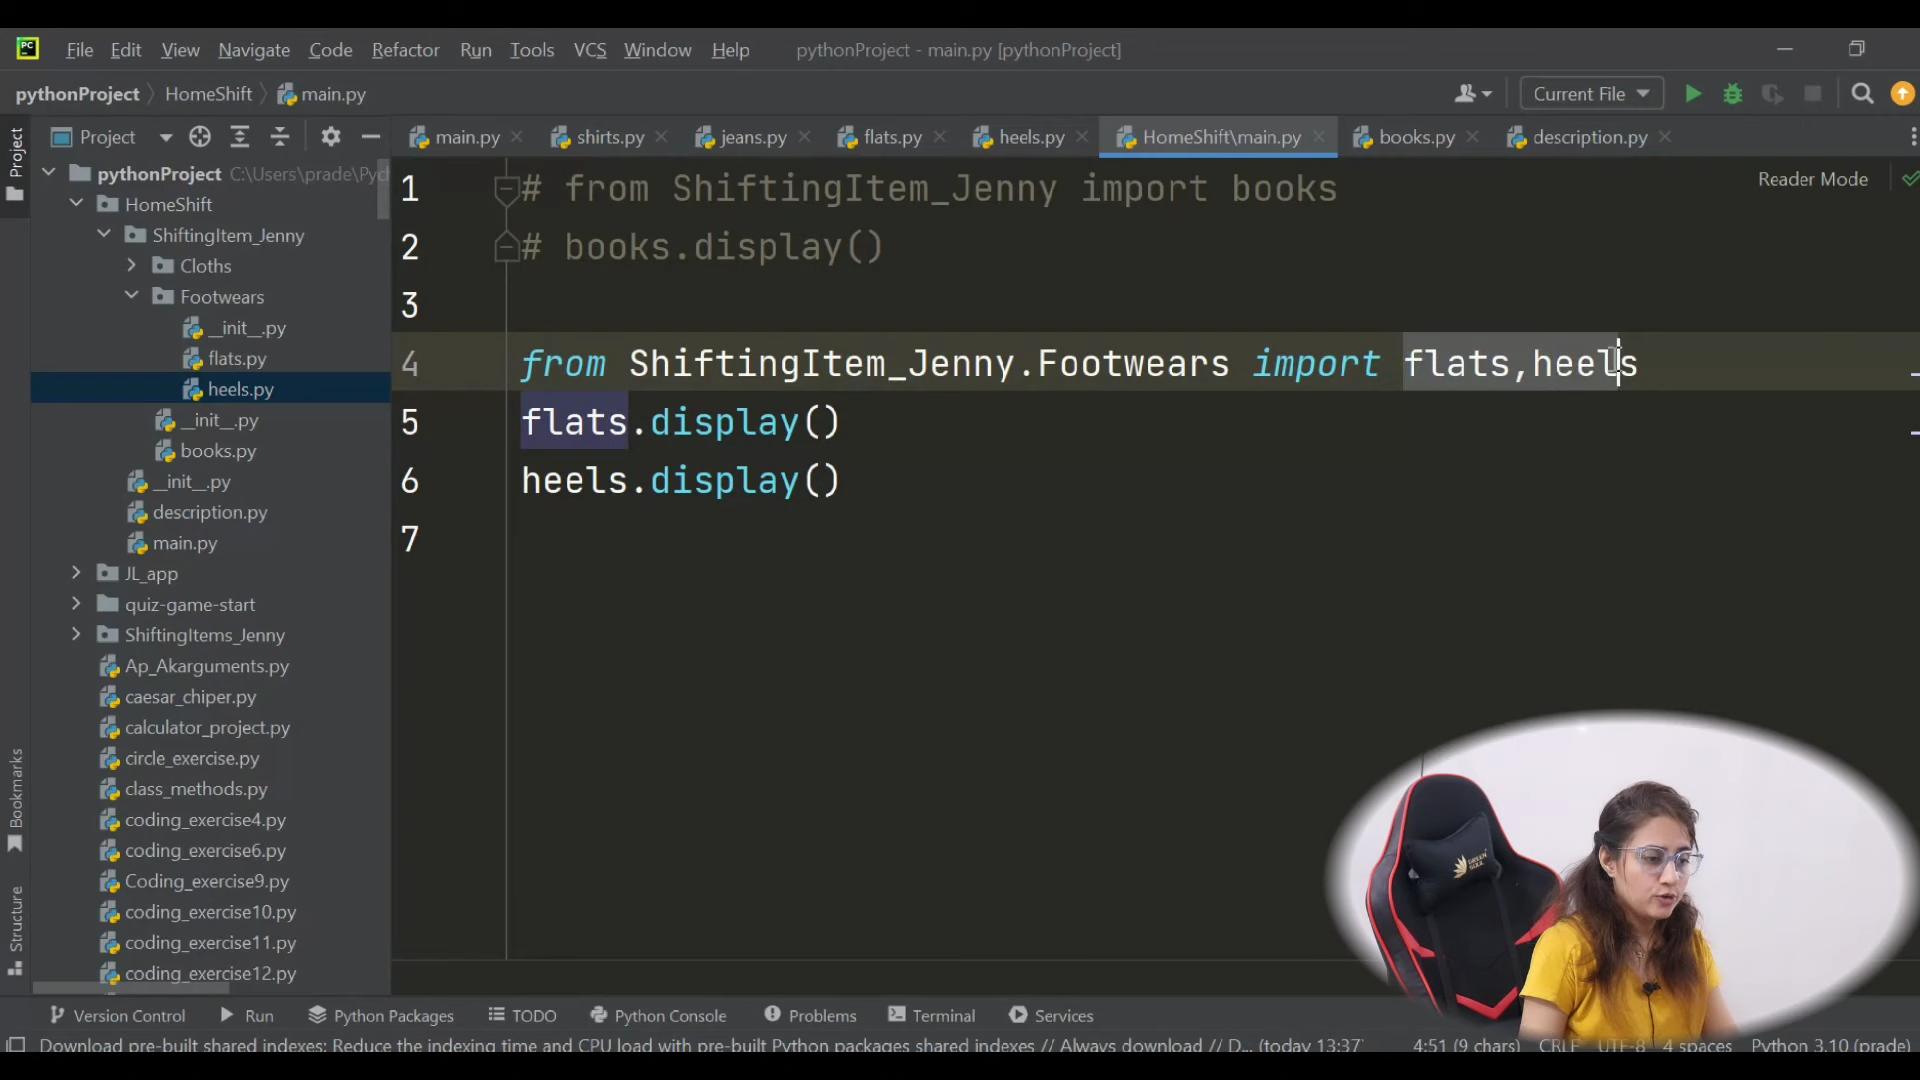 PC File Edit View Navigate Code Refactor Run Tools VCS Window Help pythonProject - main.py [pythonProject]
pythonProject HomeShift main.py Current File
Project main.py shirts.py jeans.py flats.py heels.py HomeShift\main.py books.py description.py
Project
Bookmarks
Structure
pythonProject C:\Users\prade\Pyc
HomeShift
ShiftingItem_Jenny
Cloths
Footwears
__init__.py
flats.py
heels.py
__init__.py
books.py
__init__.py
description.py
main.py
JL_app
quiz-game-start
ShiftingItems_Jenny
Ap_Akarguments.py
caesar_chiper.py
calculator_project.py
circle_exercise.py
class_methods.py
coding_exercise4.py
coding_exercise6.py
Coding_exercise9.py
coding_exercise10.py
coding_exercise11.py
coding_exercise12.py
Reader Mode
1 # from ShiftingItem_Jenny import books
2 # books.display()
3
4 from ShiftingItem_Jenny.Footwears import flats,heels
5 flats.display()
6 heels.display()
7
GREEN SOUL
Version Control Run Python Packages TODO Python Console Problems Terminal Services
Download pre-built shared indexes: Reduce the indexing time and CPU load with pre-built Python packages shared indexes // Always download // D... (today 13:37) 4:51 (9 chars) CRLF UTF-8 4 spaces Python 3.10 (prade)